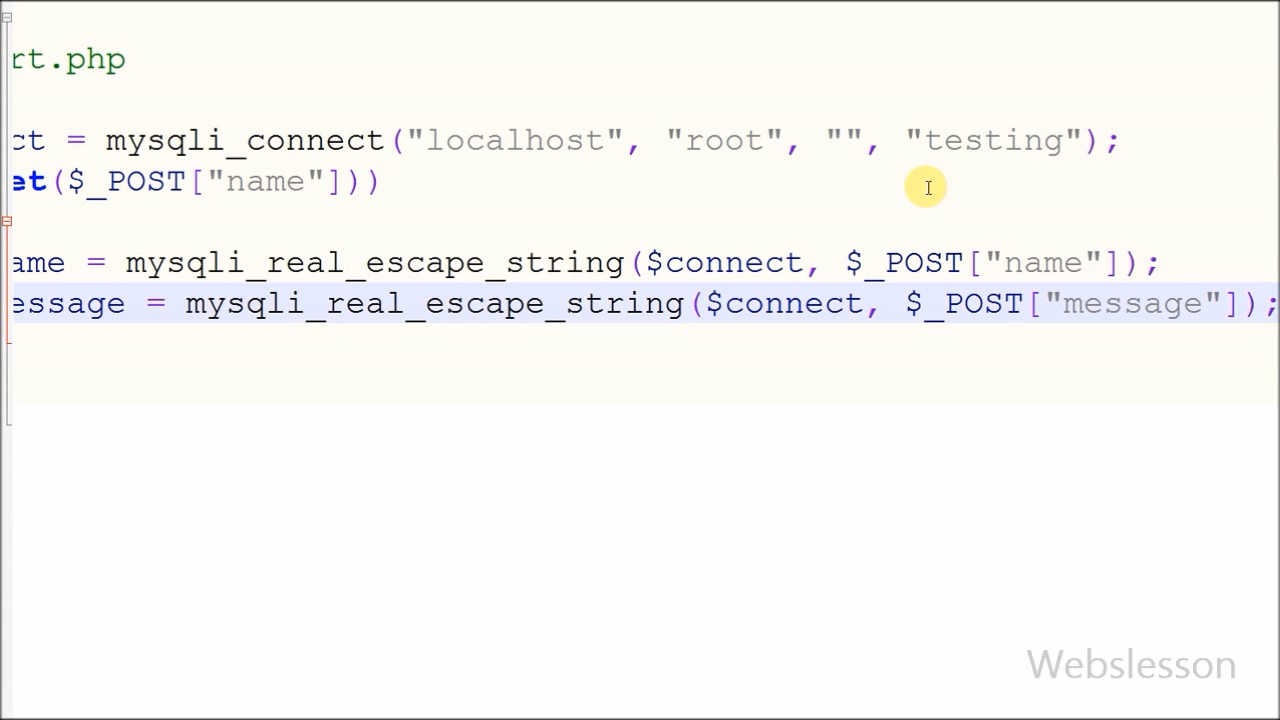 rt.php
ct = mysqli_connect("localhost", "root", "", "testing");
et($_POST["name"]))
ame = mysqli_real_escape_string($connect, $_POST["name"]);
essage = mysqli_real_escape_string($connect, $_POST["message"]);
Webslesson